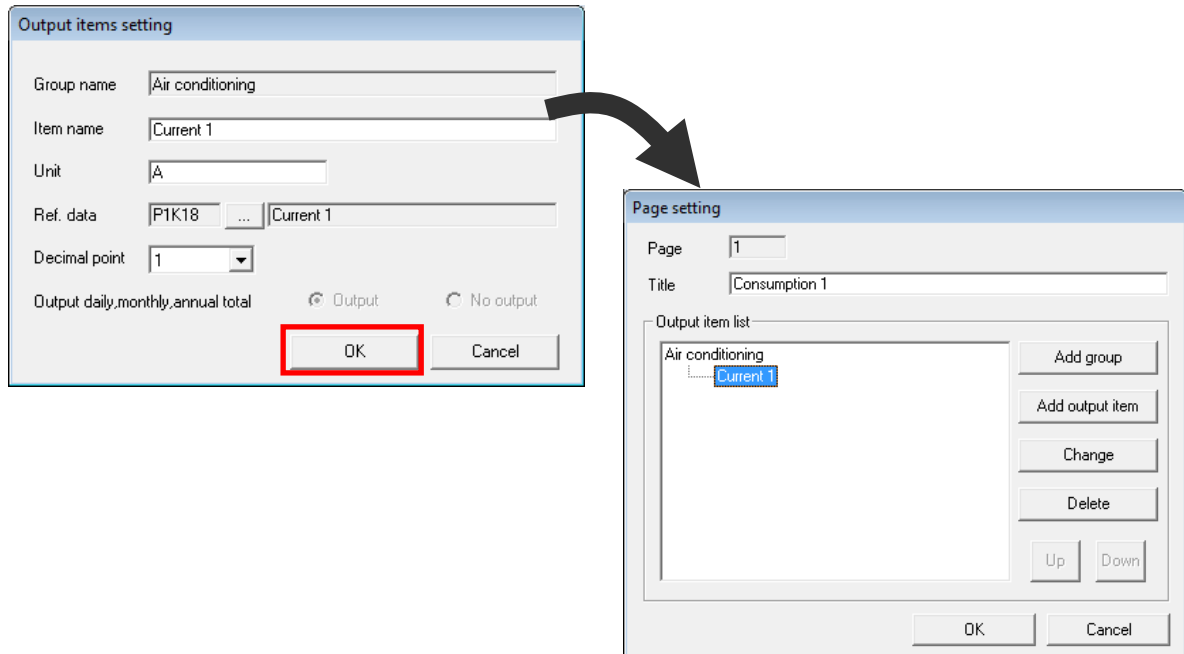 Output items setting
Group name Air conditioning
Item name Current 1
Unit A
Ref. data P1K18 ... Current 1
Decimal point 1
Output daily,monthly,annual total Output No output
OK Cancel
Page setting
Page 1
Title Consumption 1
Output item list
Air conditioning
Current 1
Add group
Add output item
Change
Delete
Up Down
OK Cancel